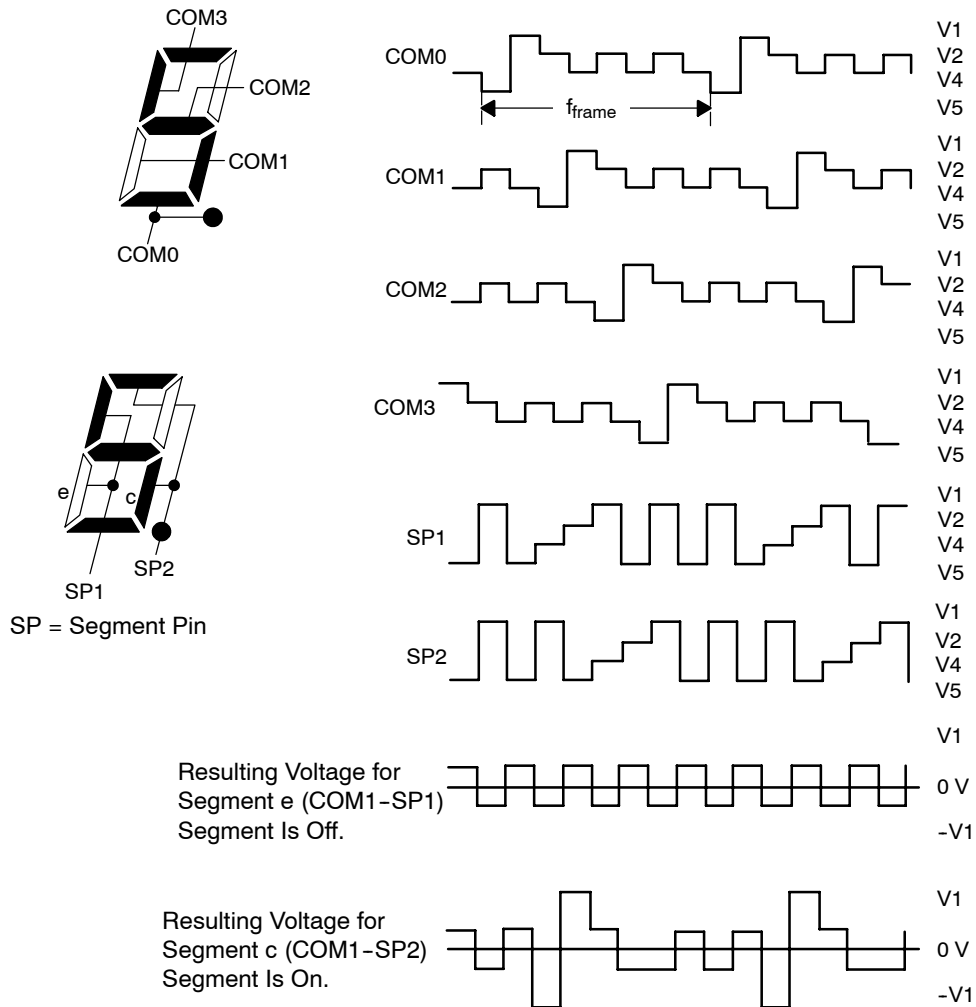 COM3
COM2
COM1
COM0
COM0
V1
V2
V4
V5
fframe
COM1
V1
V2
V4
V5
COM2
V1
V2
V4
V5
COM3
V1
V2
V4
V5
e
c
SP1
SP2
SP = Segment Pin
SP1
V1
V2
V4
V5
SP2
V1
V2
V4
V5
Resulting Voltage for
Segment e (COM1-SP1)
Segment Is Off.
V1
0 V
-V1
Resulting Voltage for
Segment c (COM1-SP2)
Segment Is On.
V1
0 V
-V1